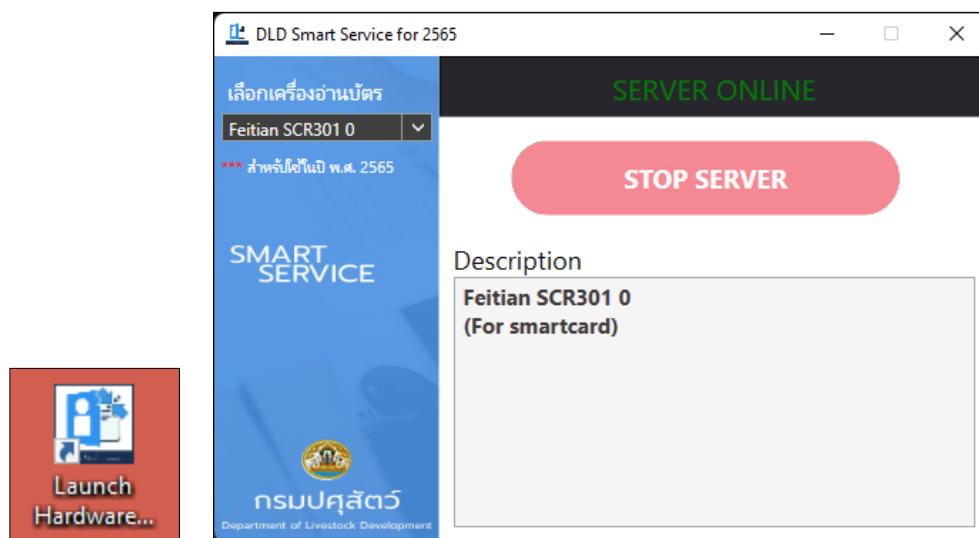 DLD Smart Service for 2565
เลือกเครื่องอ่านบัตร
Feitian SCR301 0
*** สำหรับใช้ในปี พ.ศ. 2565
SMART
SERVICE
กรมปศุสัตว์
Department of Livestock Development
SERVER ONLINE
STOP SERVER
Description
Feitian SCR301 0
(For smartcard)
Launch
Hardware...